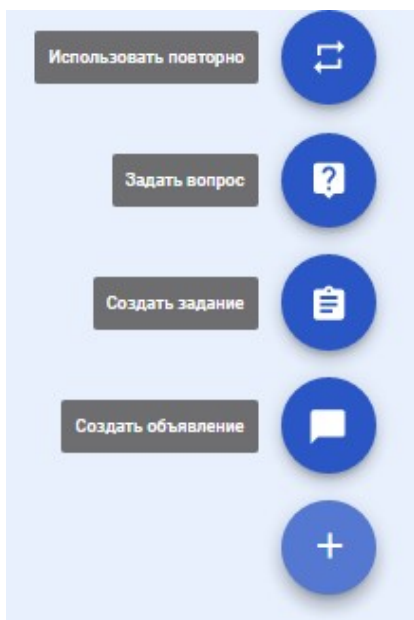 Использовать повторно
Задать вопрос
Создать задание
Создать объявление